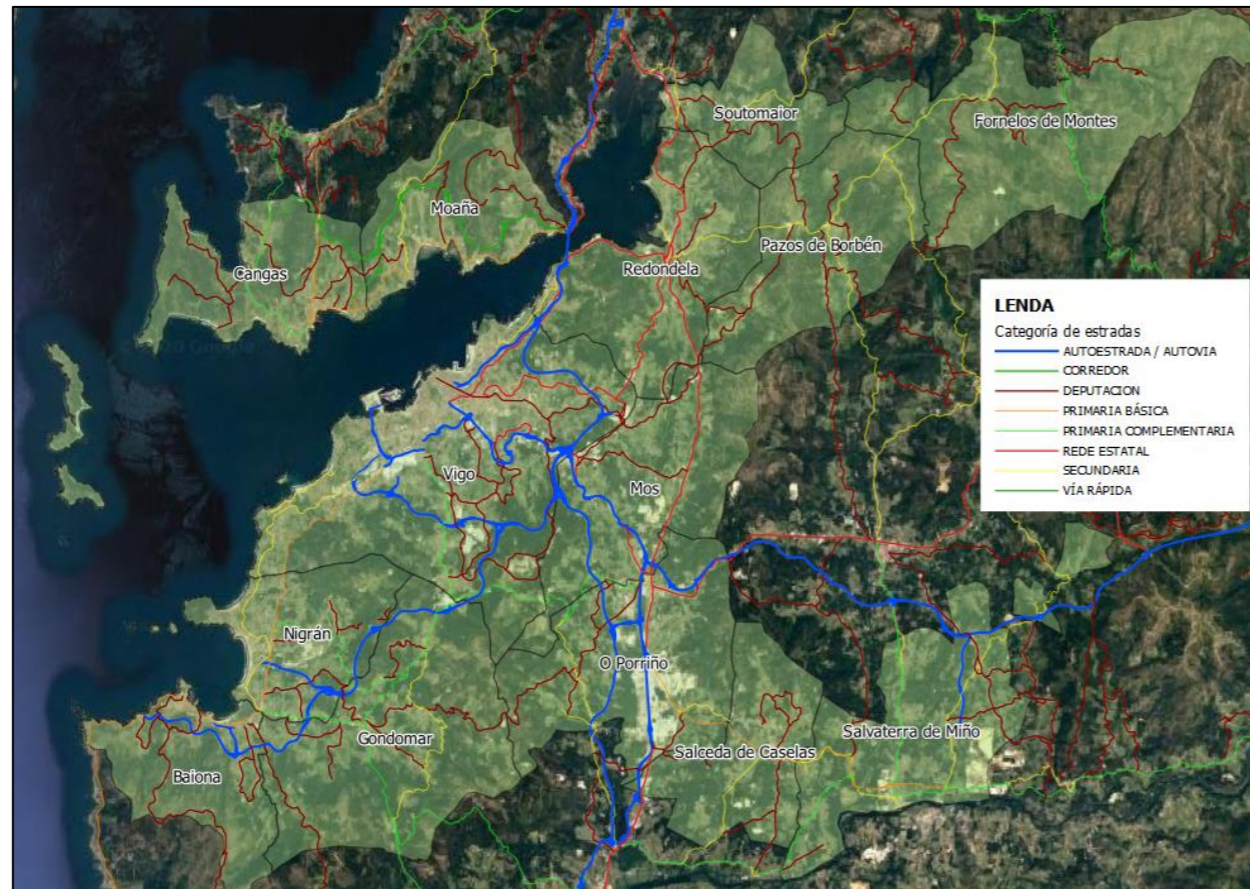 Soutomaior
Fornelos de Montes
Moaña
Pazos de Borbén
Redondela
Cangas
LENDA
Categoría de estradas
AUTOESTRADA / AUTOVIA
CORREDOR
DEPUTACION
PRIMARIA BÁSICA
PRIMARIA COMPLEMENTARIA
REDE ESTATAL
SECUNDARIA
VÍA RÁPIDA
Vigo
Mos
Nigrán
O Porriño
Gondomar
Salceda de Caselas
Salvaterra de Miño
Baiona